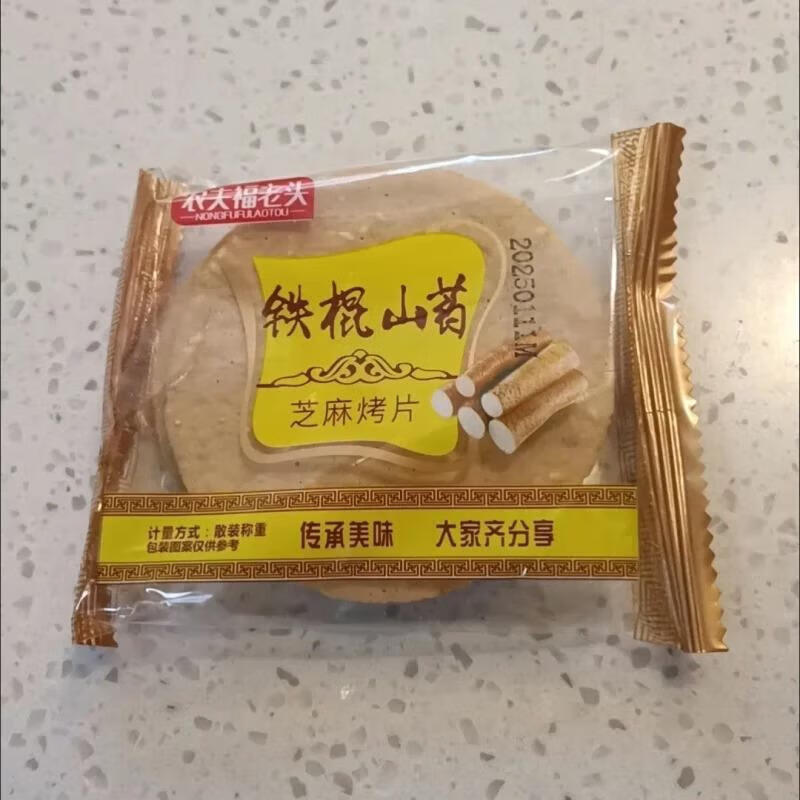 农夫福老头
NONGFUFULAOTOU
铁棍山药
芝麻烤片
20250111M
计量方式：散装称重
包装图案仅供参考
传承美味 大家齐分享